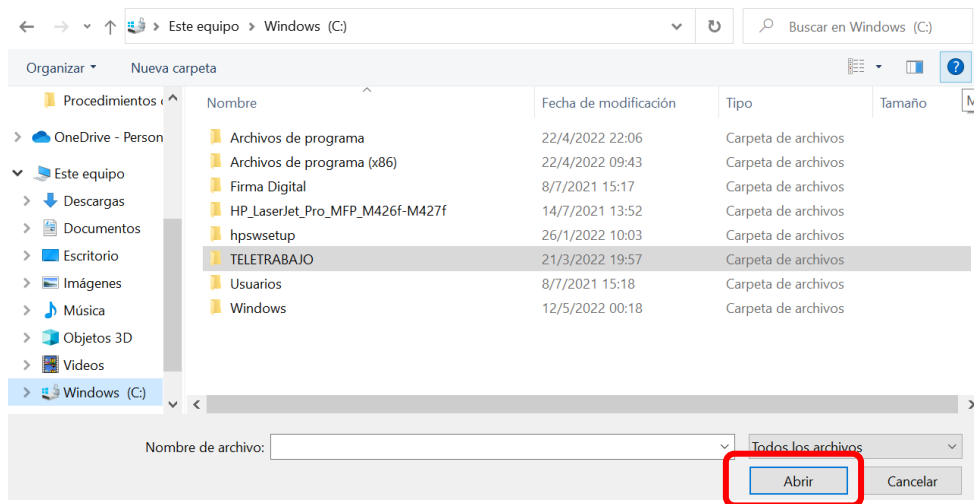 Este equipo > Windows (C:)
Buscar en Windows (C:)
Organizar
Nueva carpeta
Procedimientos
Nombre
Fecha de modificación
Tipo
Tamaño
OneDrive - Person
Este equipo
Descargas
Documentos
Escritorio
Imágenes
Música
Objetos 3D
Videos
Windows (C:)
Archivos de programa 22/4/2022 22:06 Carpeta de archivos
Archivos de programa (x86) 22/4/2022 09:43 Carpeta de archivos
Firma Digital 8/7/2021 15:17 Carpeta de archivos
HP_LaserJet_Pro_MFP_M426f-M427f 14/7/2021 13:52 Carpeta de archivos
hpswsetup 26/1/2022 10:03 Carpeta de archivos
TELETRABAJO 21/3/2022 19:57 Carpeta de archivos
Usuarios 8/7/2021 15:18 Carpeta de archivos
Windows 12/5/2022 00:18 Carpeta de archivos
Nombre de archivo:
Todos los archivos
Abrir
Cancelar